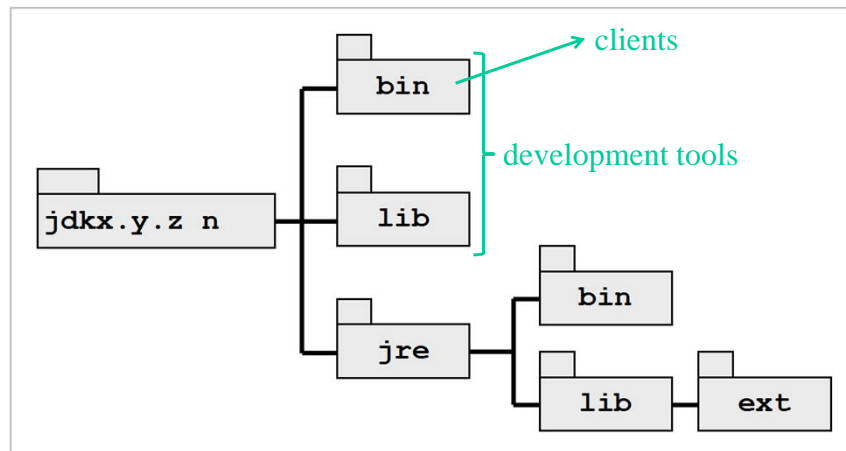 clients
bin
development tools
lib
jdkx.y.z n
bin
jre
lib
ext